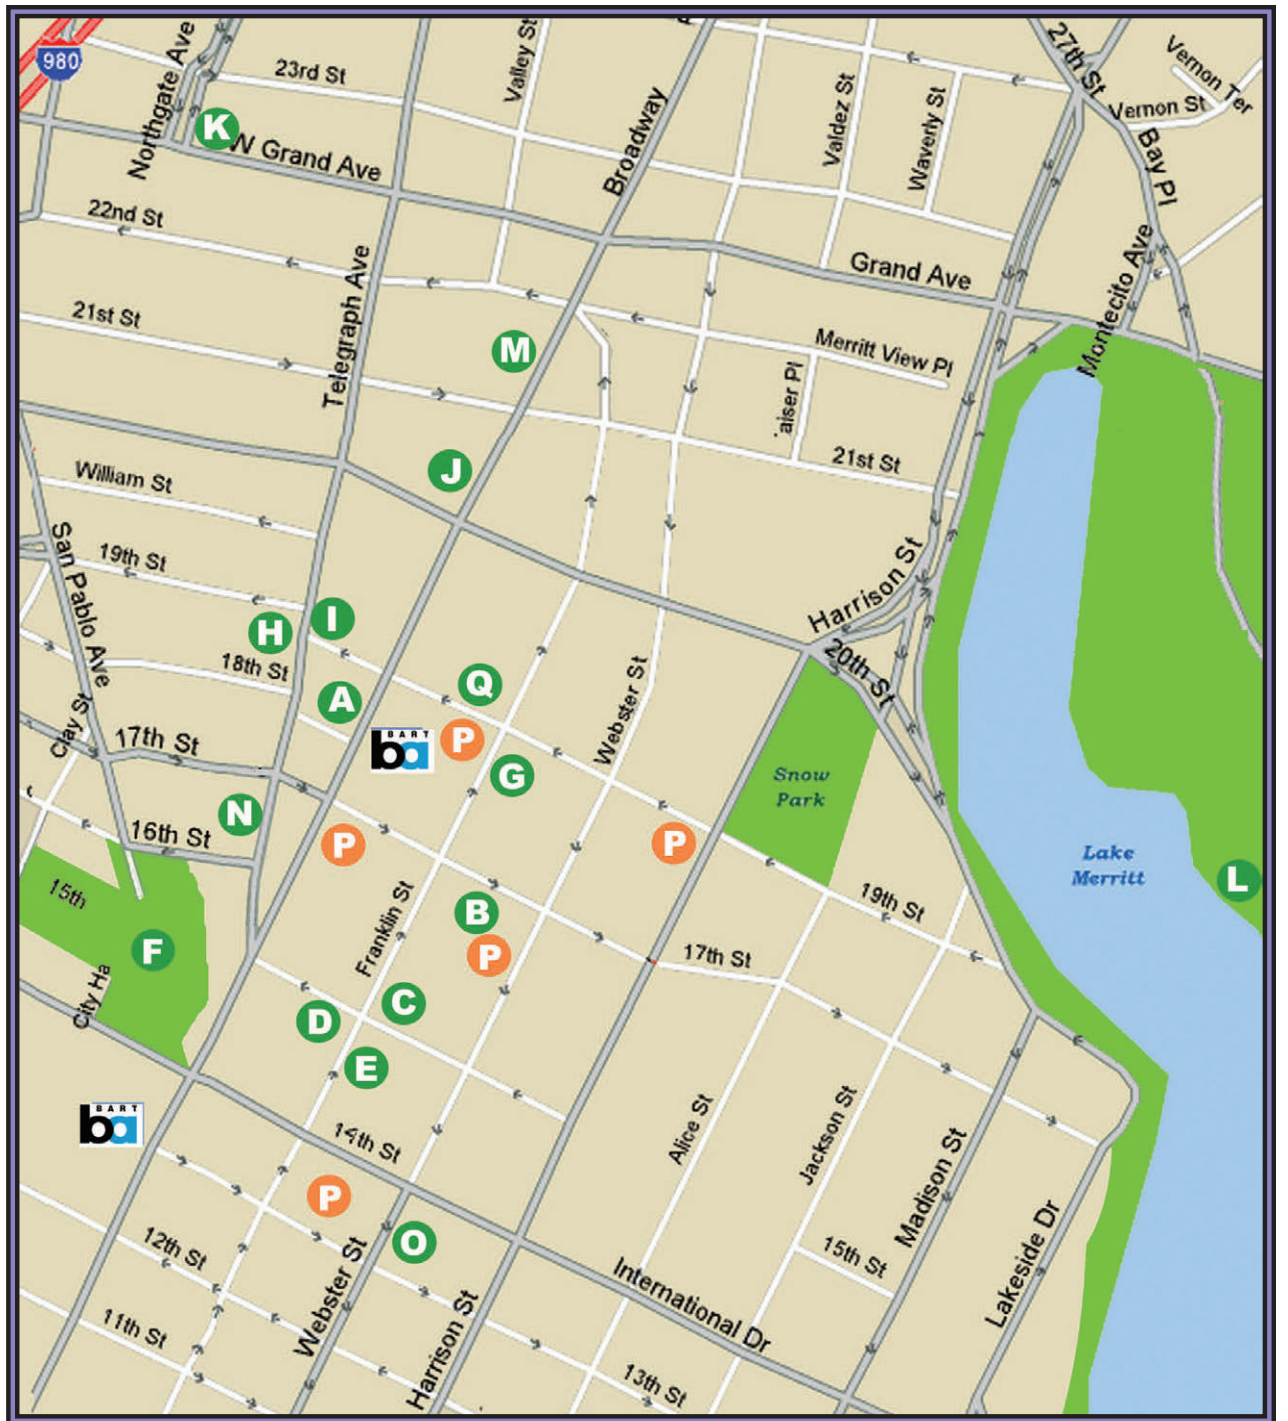 980
Northgate Ave
23rd St
Valley St
Broadway
27th St
Vernon Ter
Vernon St
Valdez St
Waverly St
Bay Pl
K
W Grand Ave
22nd St
Telegraph Ave
Grand Ave
Montecito Ave
21st St
M
Merritt View Pl
aiser Pl
21st St
J
William St
19th St
San Pablo Ave
Harrison St
H
I
18th St
20th St
A
Q
Webster St
Clay St
17th St
BART
ba
P
G
Snow
Park
N
16th St
P
P
Lake
Merritt
L
15th
Franklin St
B
19th St
F
P
17th St
City Ha
C
D
E
BART
ba
14th St
Alice St
Jackson St
Madison St
P
O
12th St
Webster St
15th St
Lakeside Dr
International Dr
11th St
Harrison St
13th St